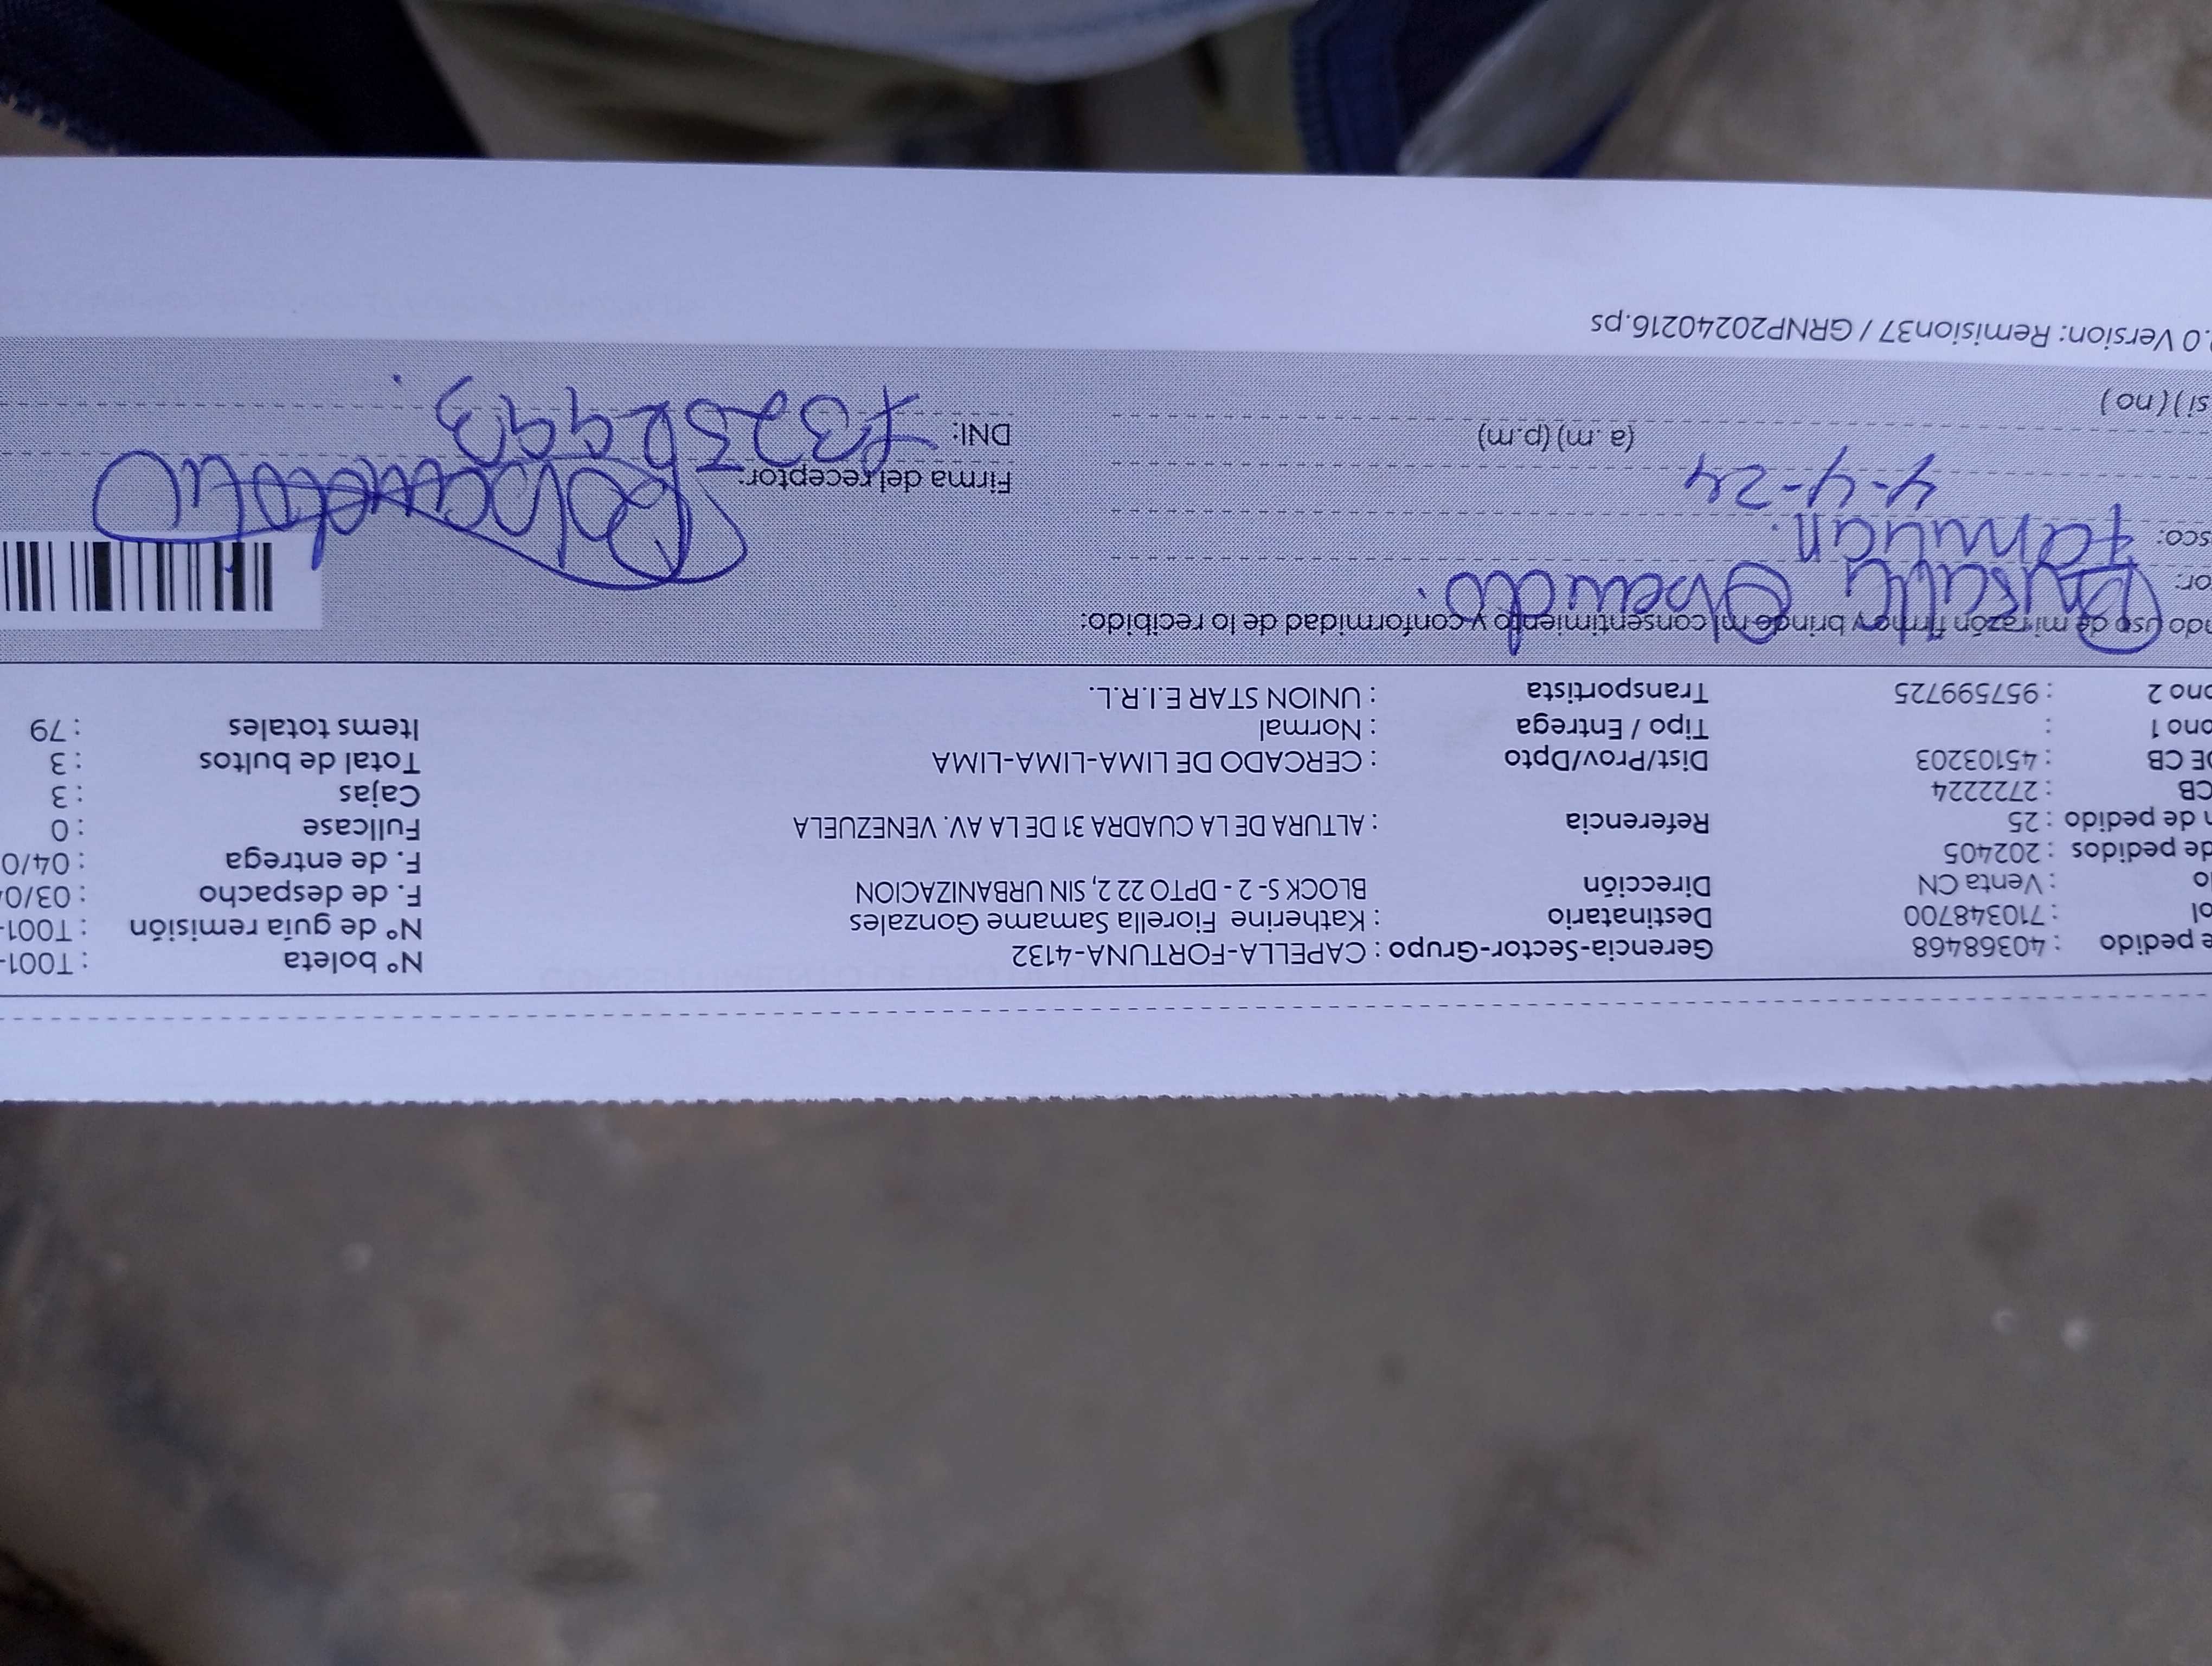 e pedido : 40368468 Gerencia-Sector-Grupo : CAPELLA-FORTUNA-4132 N° boleta : T001-
ol : 710348700 Destinatario : Katherine Fiorella Samame Gonzales N° de guía remisión : T001-
o : Venta CN Dirección BLOCK S- 2 - DPTO 22 2, SIN URBANIZACION F. de despacho : 03/04
de pedidos : 202405 F. de entrega : 04/0
n de pedido : 25 Referencia : ALTURA DE LA CUADRA 31 DE LA AV. VENEZUELA Fullcase : 0
CB : 2722224 Cajas : 3
DE CB : 45103203 Dist/Prov/Dpto : CERCADO DE LIMA-LIMA-LIMA Total de bultos : 3
ono 1 : Tipo / Entrega : Normal Items totales : 79
ono 2 : 957599725 Transportista : UNION STAR E.I.R.L.
ndo uso de mi razón firmo y brindo mi consentimiento y conformidad de lo recibido:
or:
sco: familiar.
4-4-24 Firma del receptor:
(a.m) (p.m) DNI:
si ) ( no )
.0 Version: Remision37 / GRNP20240216.ps